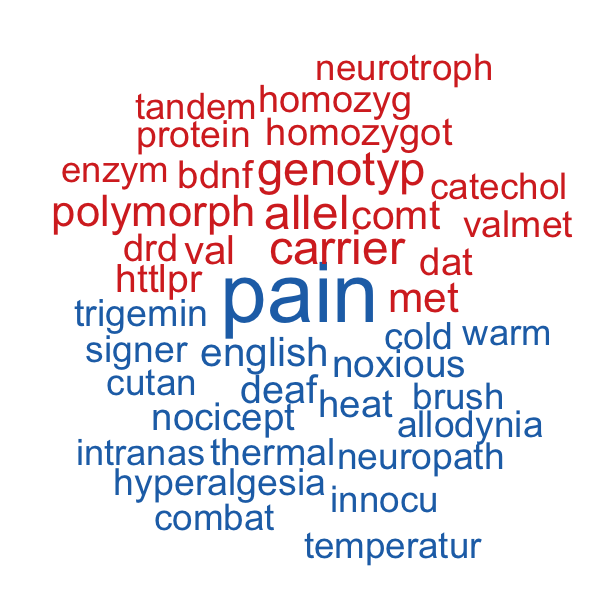 neurotroph
tandem homozyg
protein homozygot
enzym bdnf genotyp catechol
polymorph allel comt valmet
drd val carrier dat
httlpr pain met
trigemin cold warm
signer english noxious
cutan deaf heat brush
nocicept allodynia
intranas thermal neuropath
hyperalgesia innocu
combat
temperatur